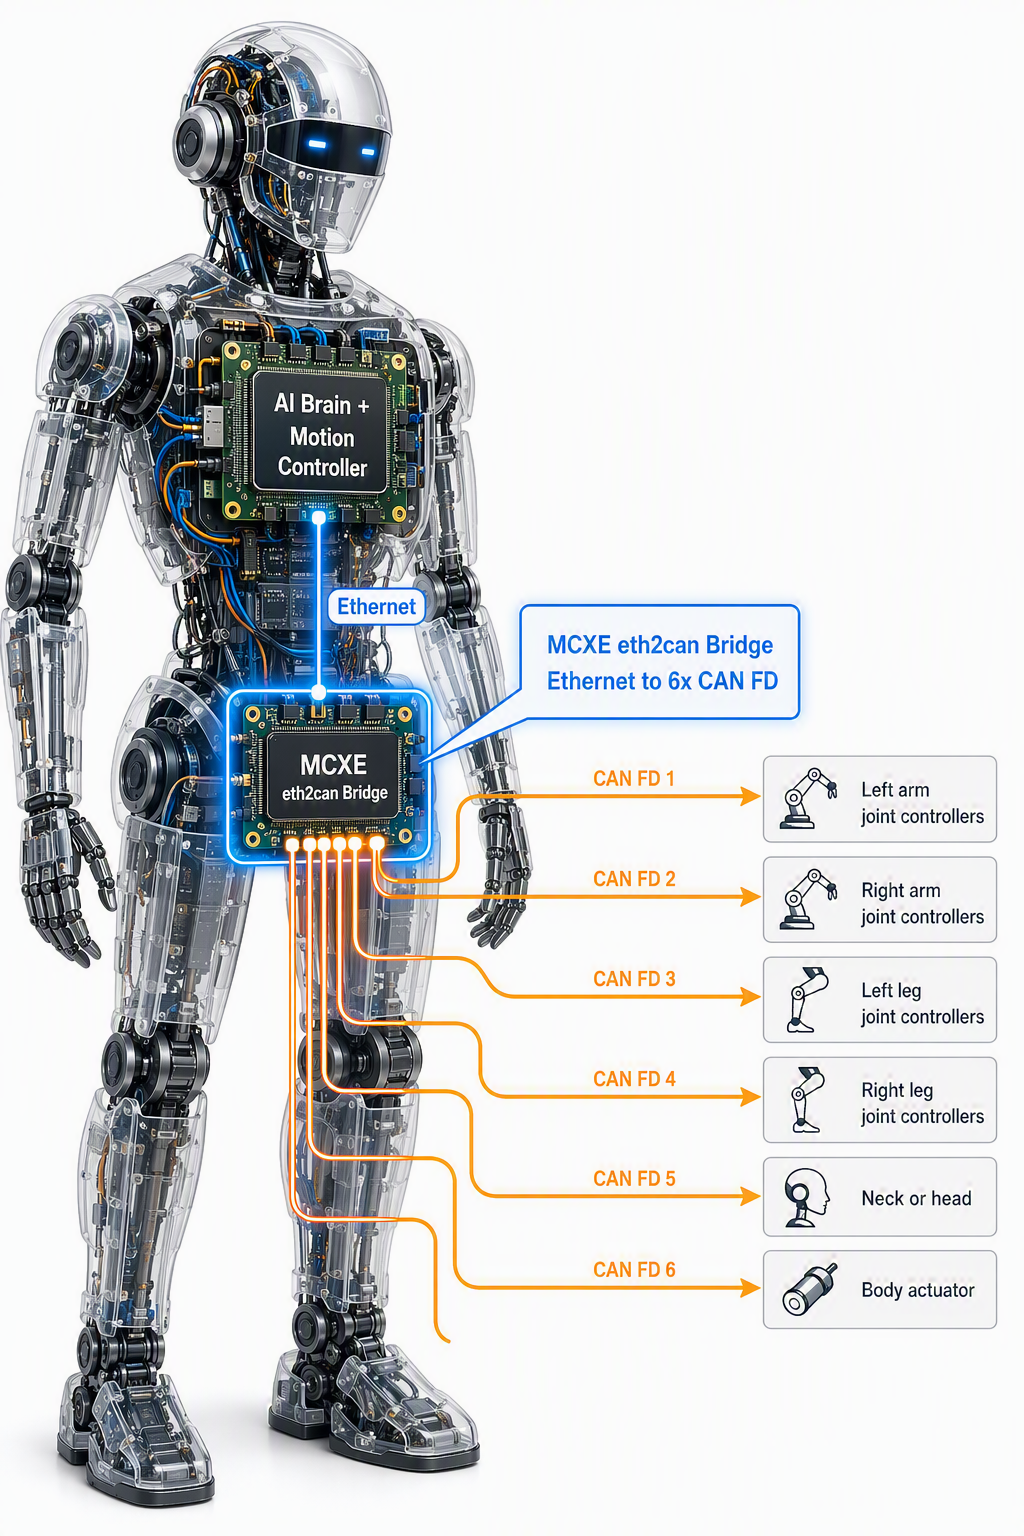 AI Brain +
Motion
Controller
Ethernet
MCXE eth2can Bridge
Ethernet to 6x CAN FD
MCXE
eth2can Bridge
CAN FD 1
Left arm
joint controllers
CAN FD 2
Right arm
joint controllers
CAN FD 3
Left leg
joint controllers
CAN FD 4
Right leg
joint controllers
CAN FD 5
Neck or head
CAN FD 6
Body actuator